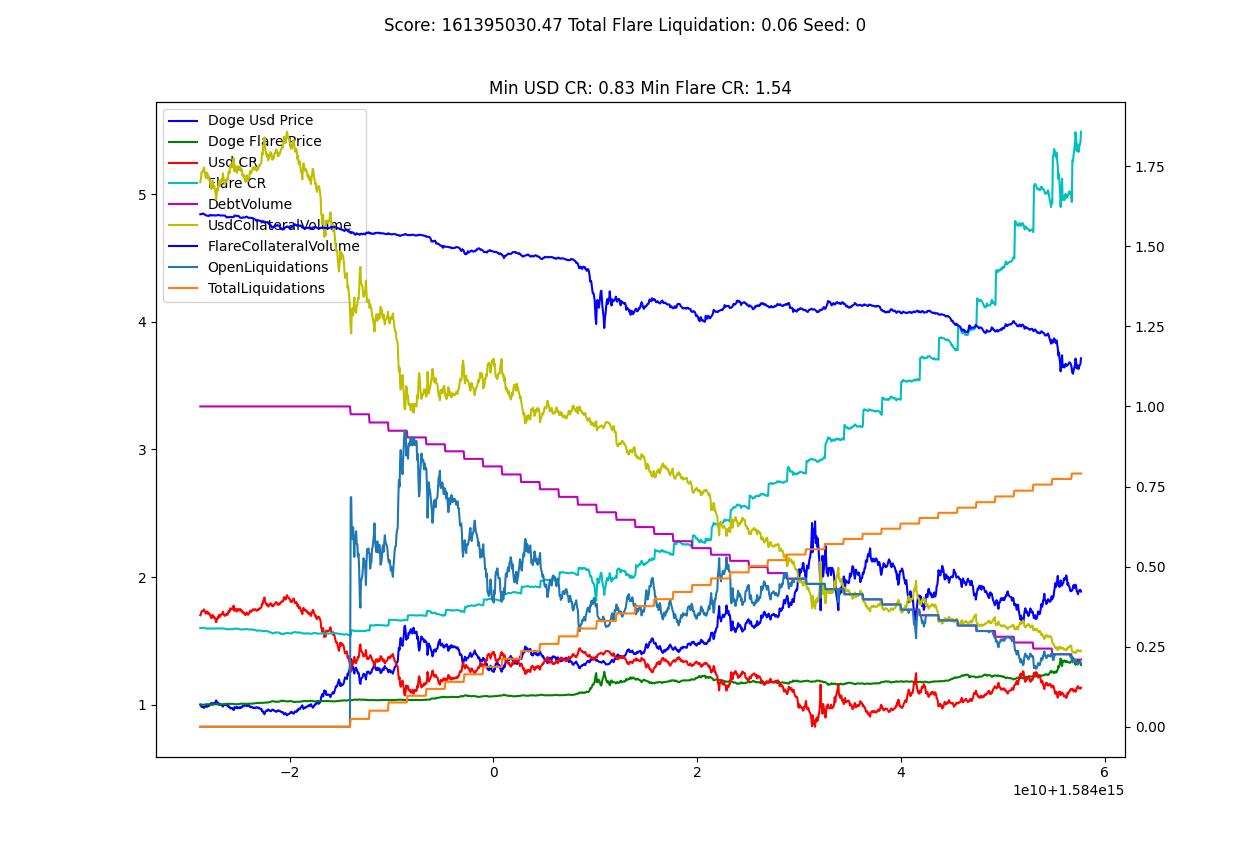 Score: 161395030.47 Total Flare Liquidation: 0.06 Seed: 0
Min USD CR: 0.83 Min Flare CR: 1.54
Doge Usd Price
Doge Flare Price
Usd CR
Flare CR
DebtVolume
UsdCollateralVolume
FlareCollateralVolume
OpenLiquidations
TotalLiquidations
5
4
3
2
1
1.75
1.50
1.25
1.00
0.75
0.50
0.25
0.00
−2 0 2 4 6
1e10+1.584e15